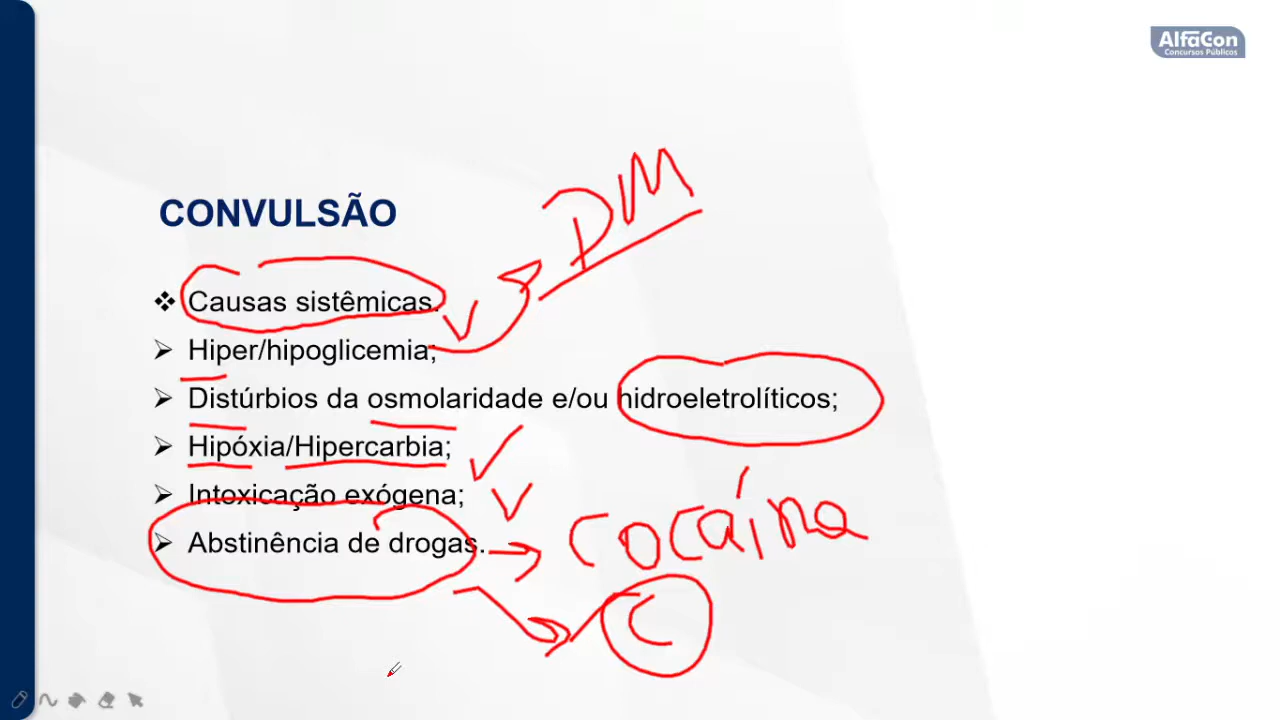 AlfaCon
Concursos Públicos
DM
CONVULSÃO
❖ Causas sistêmicas.
➢ Hiper/hipoglicemia;
➢ Distúrbios da osmolaridade e/ou hidroeletrolíticos;
➢ Hipóxia/Hipercarbia;
➢ Intoxicação exógena;
➢ Abstinência de drogas.
cocaína
C